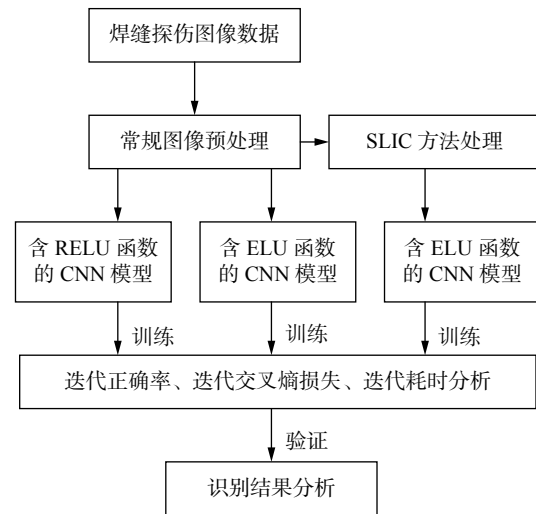 焊缝探伤图像数据
常规图像预处理
SLIC 方法处理
含 RELU 函数
的 CNN 模型
含 ELU 函数
的 CNN 模型
含 ELU 函数
的 CNN 模型
训练
训练
训练
迭代正确率、迭代交叉熵损失、迭代耗时分析
验证
识别结果分析